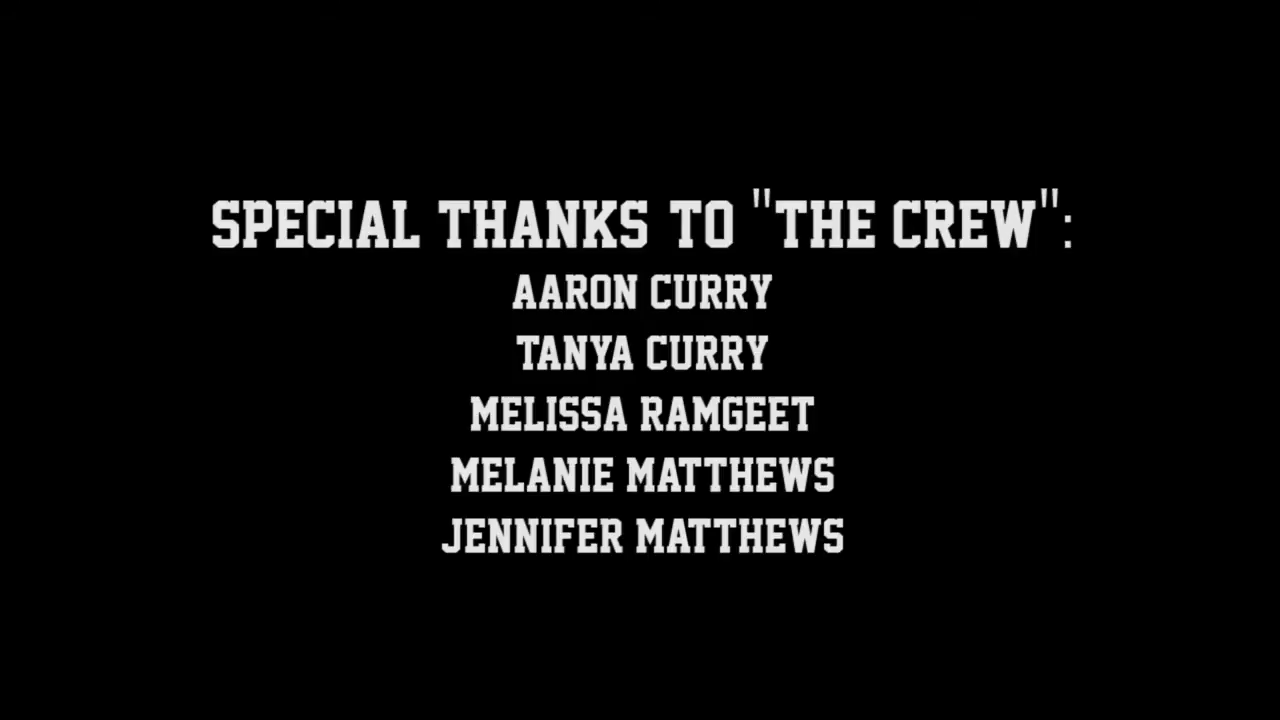 SPECIAL THANKS TO "THE CREW":
AARON CURRY
TANYA CURRY
MELISSA RAMGEET
MELANIE MATTHEWS
JENNIFER MATTHEWS